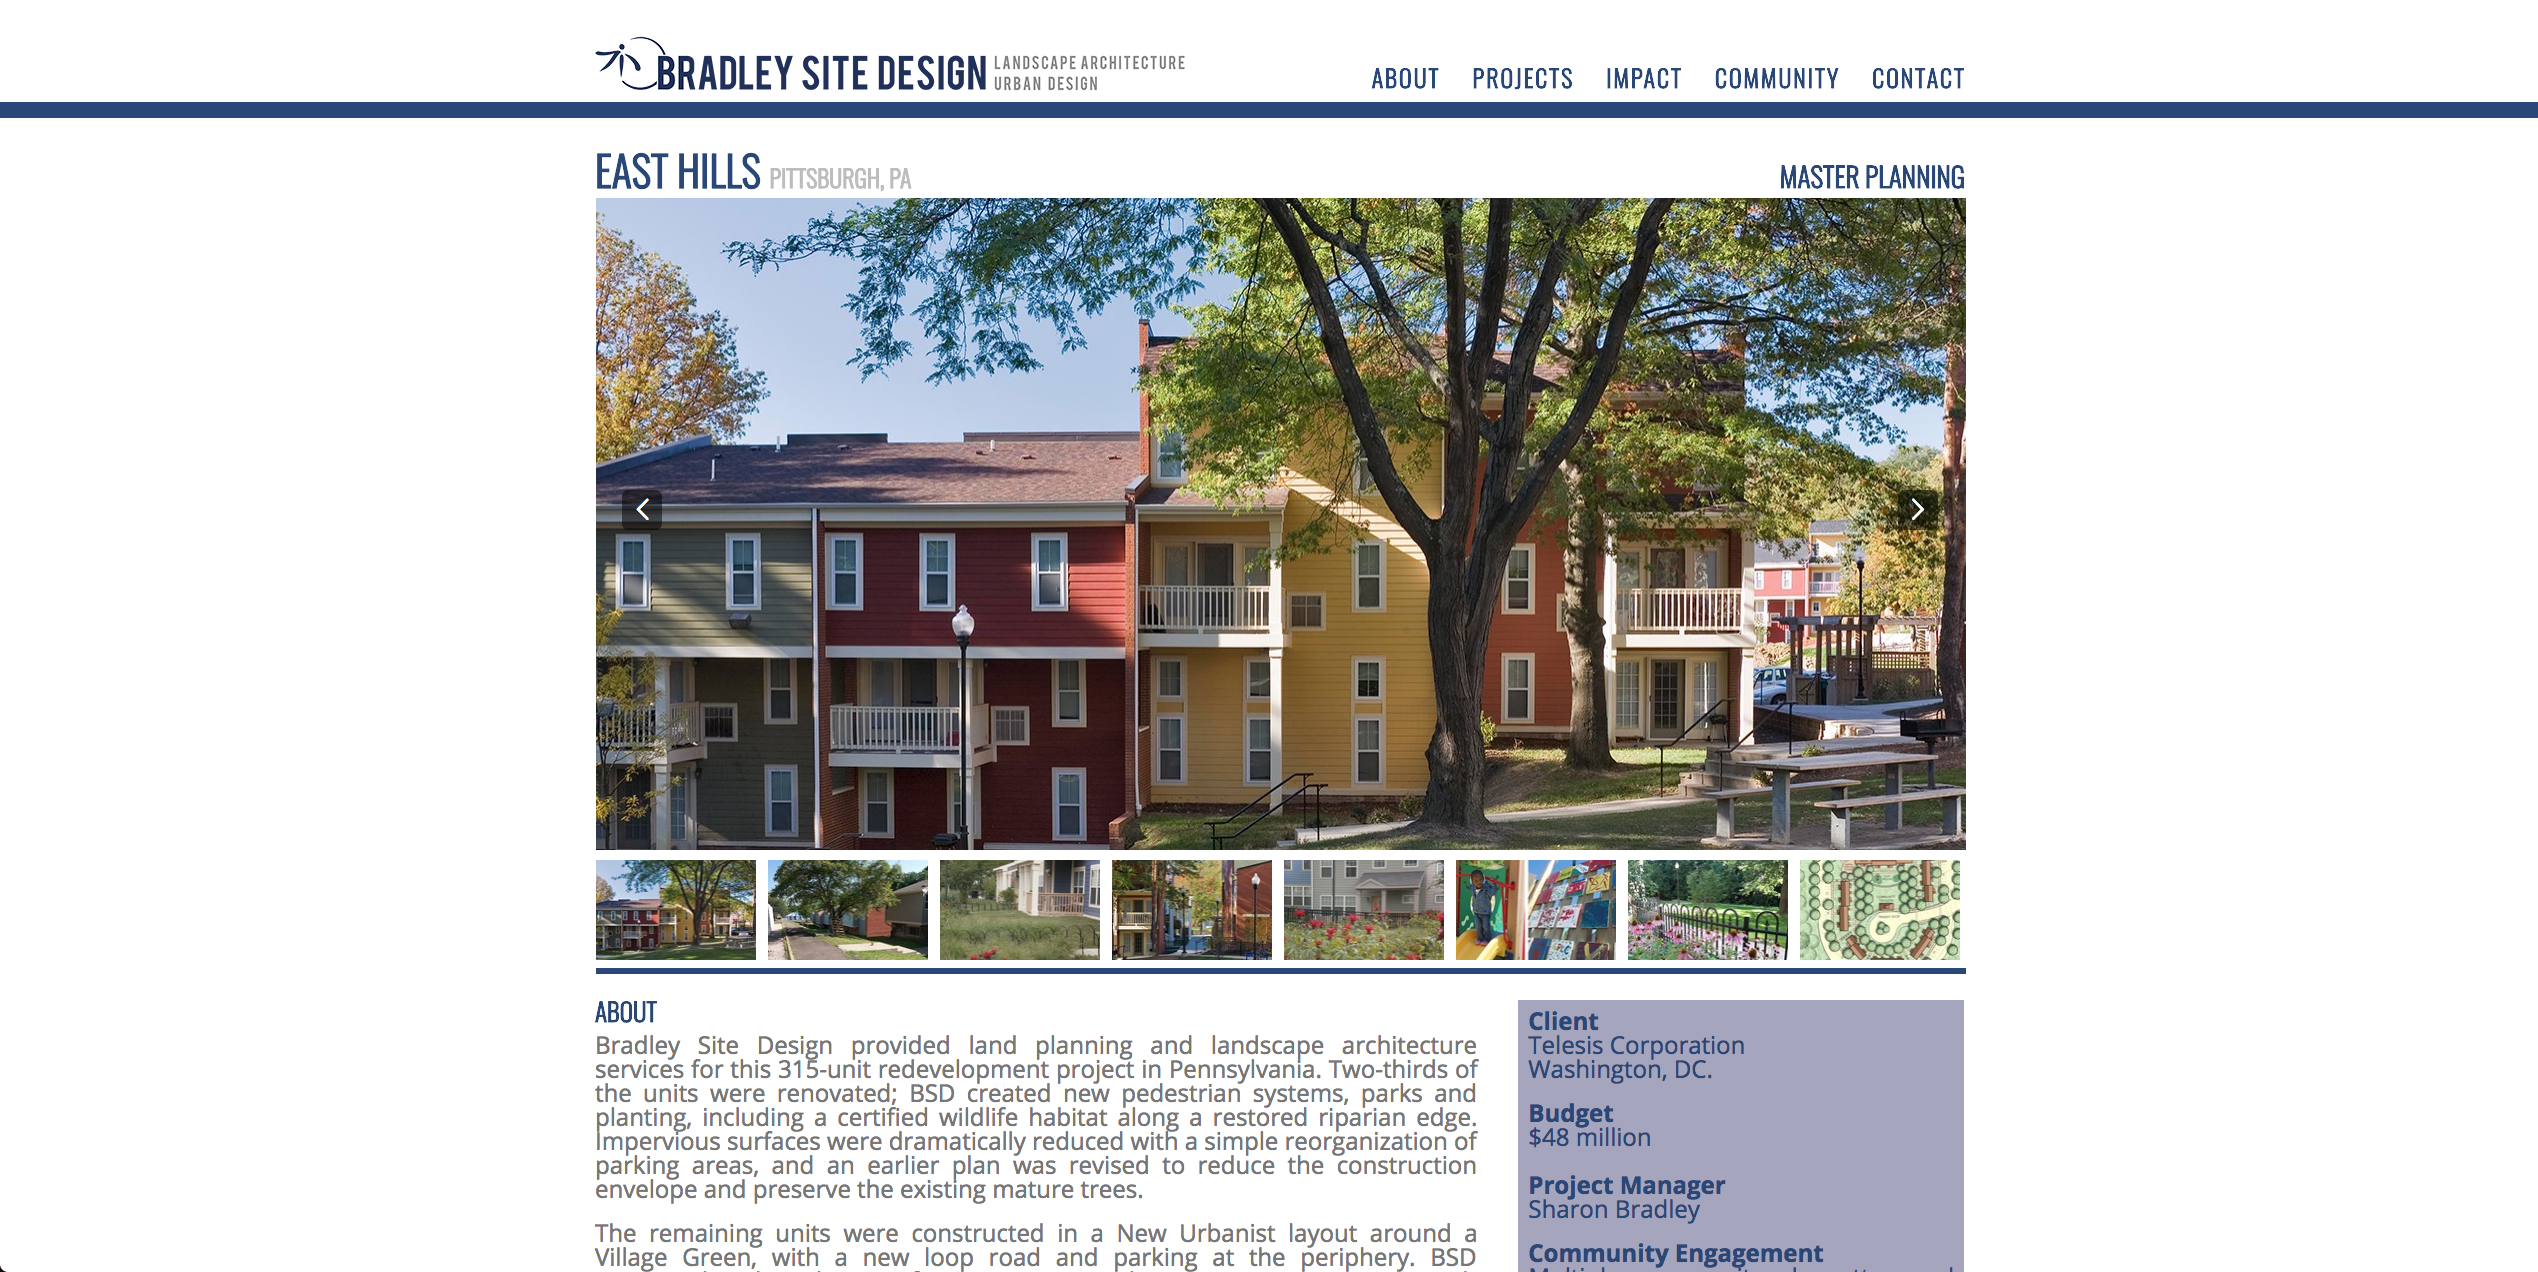 BRADLEY SITE DESIGN
LANDSCAPE ARCHITECTURE
URBAN DESIGN
ABOUT PROJECTS IMPACT COMMUNITY CONTACT
EAST HILLS PITTSBURGH, PA
MASTER PLANNING
ABOUT
Bradley Site Design provided land planning and landscape architecture
services for this 315-unit redevelopment project in Pennsylvania. Two-thirds of
the units were renovated; BSD created new pedestrian systems, parks and
planting, including a certified wildlife habitat along a restored riparian edge.
Impervious surfaces were dramatically reduced with a simple reorganization of
parking areas, and an earlier plan was revised to reduce the construction
envelope and preserve the existing mature trees.
The remaining units were constructed in a New Urbanist layout around a
Village Green, with a new loop road and parking at the periphery. BSD
Client
Telesis Corporation
Washington, DC.
Budget
$48 million
Project Manager
Sharon Bradley
Community Engagement